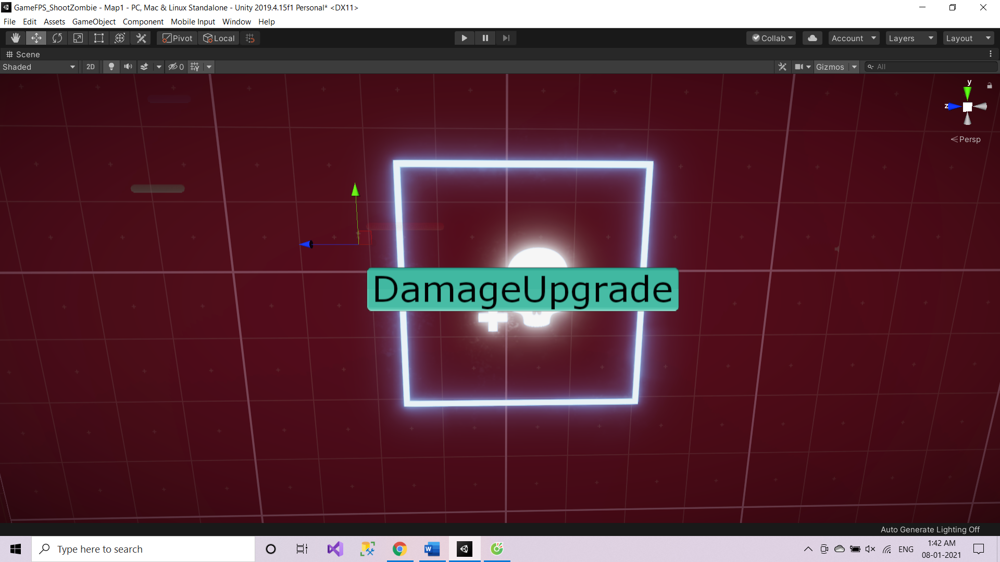 GameFPS_ShootZombie - Map1 - PC, Mac & Linux Standalone - Unity 2019.4.15f1 Personal* <DX11>
File Edit Assets GameObject Component Mobile Input Window Help
Pivot Local Collab Account Layers Layout
Scene
Shaded 2D 0 Gizmos All
y
z
Persp
DamageUpgrade
Auto Generate Lighting Off
Type here to search
ENG
1:42 AM
08-01-2021